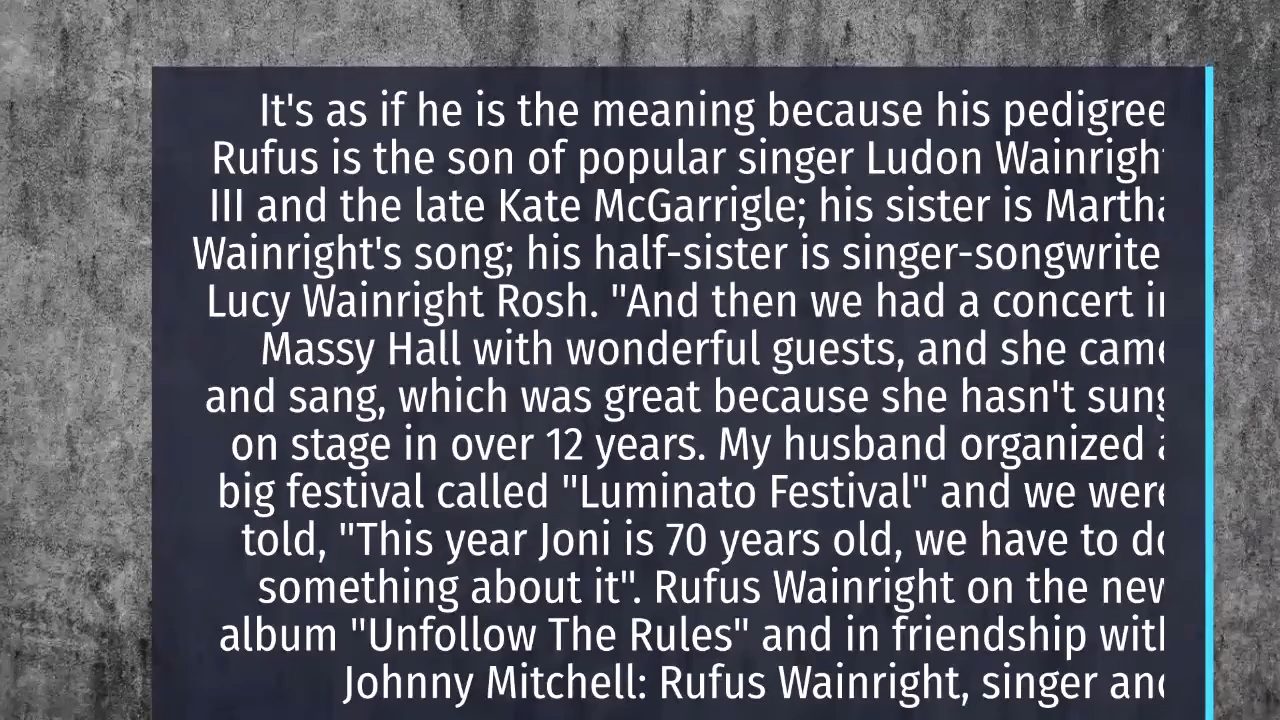 It's as if he is the meaning because his pedigree
Rufus is the son of popular singer Ludon Wainright
III and the late Kate McGarrigle; his sister is Martha
Wainright's song; his half-sister is singer-songwrite
Lucy Wainright Rosh. "And then we had a concert in
Massy Hall with wonderful guests, and she came
and sang, which was great because she hasn't sung
on stage in over 12 years. My husband organized a
big festival called "Luminato Festival" and we were
told, "This year Joni is 70 years old, we have to do
something about it". Rufus Wainright on the new
album "Unfollow The Rules" and in friendship with
Johnny Mitchell: Rufus Wainright, singer and